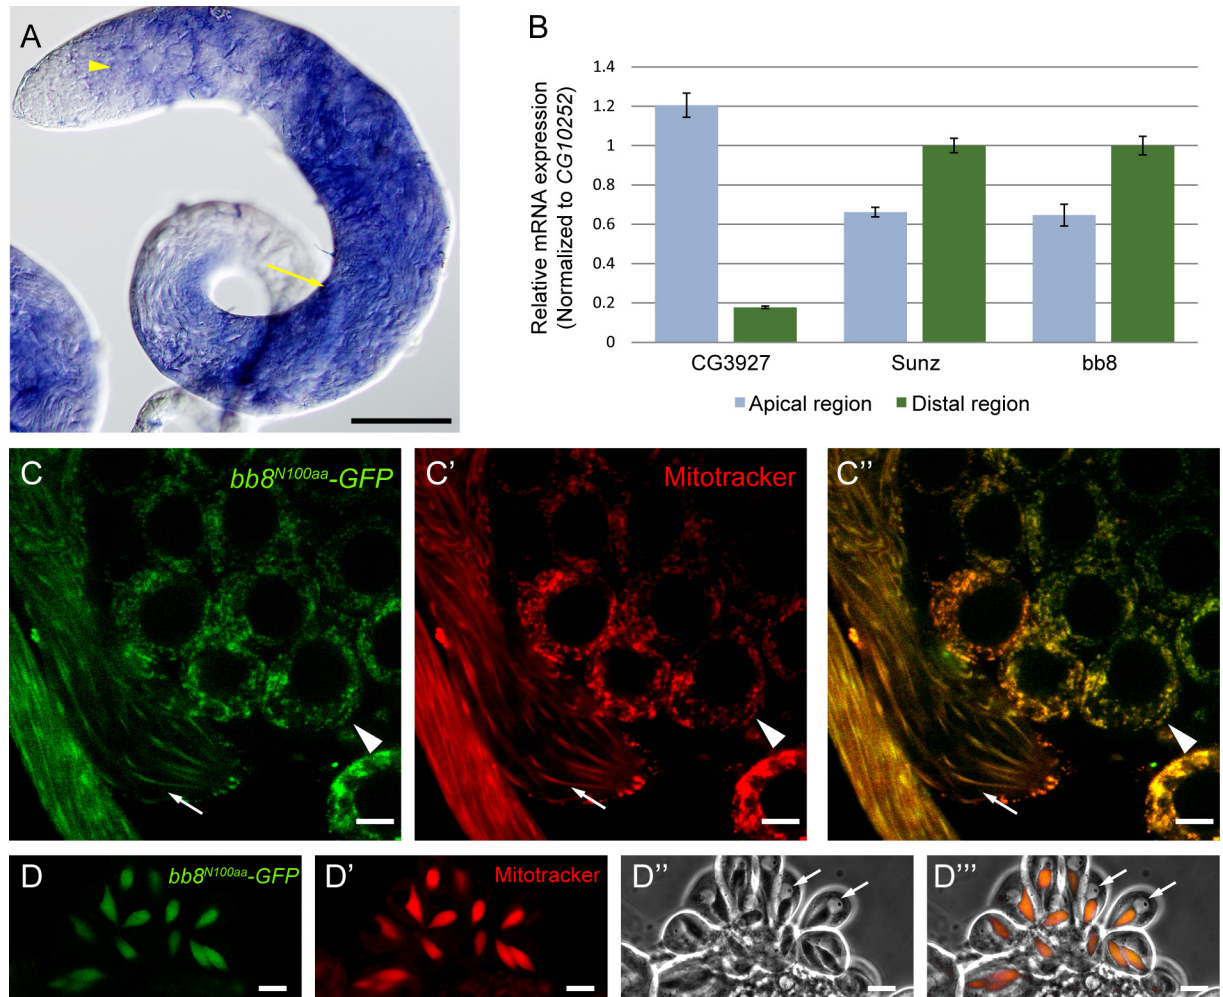 A
B
Relative mRNA expression
(Normalized to CG10252)
1.4
1.2
1
0.8
0.6
0.4
0.2
0
CG3927 Sunz bb8
Apical region Distal region
C
bb8N100aa-GFP
C’
Mitotracker
C’’
D
bb8N100aa-GFP
D’
Mitotracker
D’’
D’’’